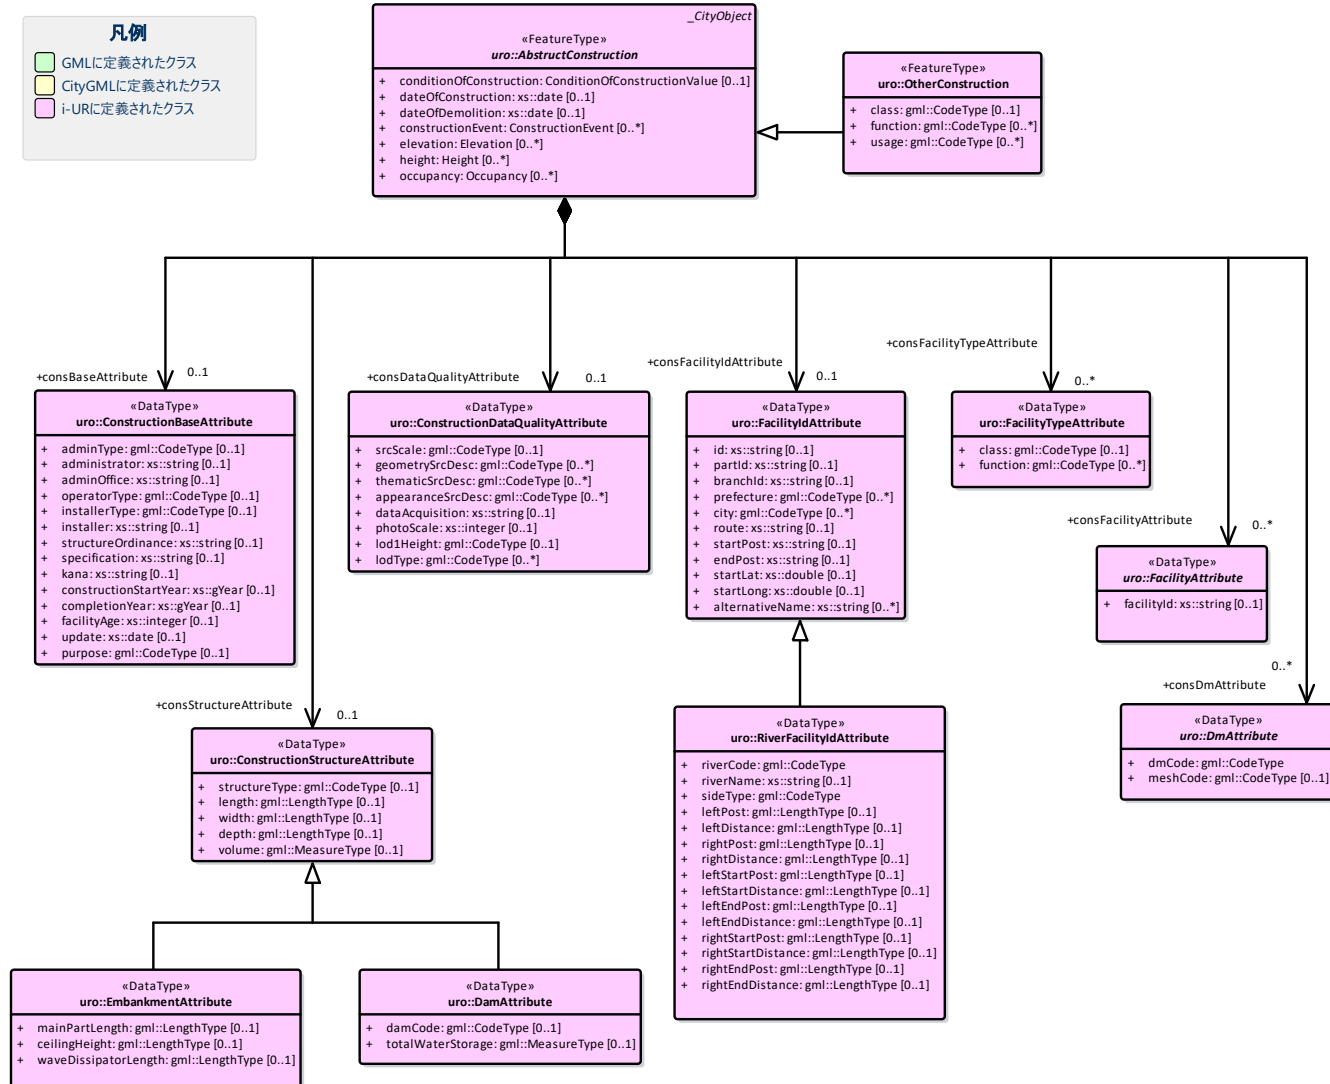 凡例
GMLに定義されたクラス
CityGMLに定義されたクラス
i-URに定義されたクラス
_CityObject
«FeatureType»
uro::AbstructConstruction
+ conditionOfConstruction: ConditionOfConstructionValue [0..1]
+ dateOfConstruction: xs::date [0..1]
+ dateOfDemolition: xs::date [0..1]
+ constructionEvent: ConstructionEvent [0..*]
+ elevation: Elevation [0..*]
+ height: Height [0..*]
+ occupancy: Occupancy [0..*]
«FeatureType»
uro::OtherConstruction
+ class: gml::CodeType [0..1]
+ function: gml::CodeType [0..*]
+ usage: gml::CodeType [0..*]
+consBaseAttribute 0..1
«DataType»
uro::ConstructionBaseAttribute
+ adminType: gml::CodeType [0..1]
+ administrator: xs::string [0..1]
+ adminOffice: xs::string [0..1]
+ operatorType: gml::CodeType [0..1]
+ installerType: gml::CodeType [0..1]
+ installer: xs::string [0..1]
+ structureOrdinance: xs::string [0..1]
+ specification: xs::string [0..1]
+ kana: xs::string [0..1]
+ constructionStartYear: xs::gYear [0..1]
+ completionYear: xs::gYear [0..1]
+ facilityAge: xs::integer [0..1]
+ update: xs::date [0..1]
+ purpose: gml::CodeType [0..1]
+consDataQualityAttribute 0..1
«DataType»
uro::ConstructionDataQualityAttribute
+ srcScale: gml::CodeType [0..1]
+ geometrySrcDesc: gml::CodeType [0..*]
+ thematicSrcDesc: gml::CodeType [0..*]
+ appearanceSrcDesc: gml::CodeType [0..*]
+ dataAcquisition: xs::string [0..1]
+ photoScale: xs::integer [0..1]
+ lod1Height: gml::CodeType [0..1]
+ lodType: gml::CodeType [0..*]
+consFacilityIdAttribute 0..1
«DataType»
uro::FacilityIdAttribute
+ id: xs::string [0..1]
+ partId: xs::string [0..1]
+ branchId: xs::string [0..1]
+ prefecture: gml::CodeType [0..*]
+ city: gml::CodeType [0..*]
+ route: xs::string [0..1]
+ startPost: xs::string [0..1]
+ endPost: xs::string [0..1]
+ startLat: xs::double [0..1]
+ startLong: xs::double [0..1]
+ alternativeName: xs::string [0..*]
+consFacilityTypeAttribute
0..*
«DataType»
uro::FacilityTypeAttribute
+ class: gml::CodeType [0..1]
+ function: gml::CodeType [0..*]
+consFacilityAttribute 0..*
«DataType»
uro::FacilityAttribute
+ facilityId: xs::string [0..1]
0..*
+consDmAttribute
«DataType»
uro::DmAttribute
+ dmCode: gml::CodeType
+ meshCode: gml::CodeType [0..1]
+consStructureAttribute 0..1
«DataType»
uro::ConstructionStructureAttribute
+ structureType: gml::CodeType [0..1]
+ length: gml::LengthType [0..1]
+ width: gml::LengthType [0..1]
+ depth: gml::LengthType [0..1]
+ volume: gml::MeasureType [0..1]
«DataType»
uro::RiverFacilityIdAttribute
+ riverCode: gml::CodeType
+ riverName: xs::string [0..1]
+ sideType: gml::CodeType
+ leftPost: gml::LengthType [0..1]
+ leftDistance: gml::LengthType [0..1]
+ rightPost: gml::LengthType [0..1]
+ rightDistance: gml::LengthType [0..1]
+ leftStartPost: gml::LengthType [0..1]
+ leftStartDistance: gml::LengthType [0..1]
+ leftEndPost: gml::LengthType [0..1]
+ leftEndDistance: gml::LengthType [0..1]
+ rightStartPost: gml::LengthType [0..1]
+ rightStartDistance: gml::LengthType [0..1]
+ rightEndPost: gml::LengthType [0..1]
+ rightEndDistance: gml::LengthType [0..1]
«DataType»
uro::EmbankmentAttribute
+ mainPartLength: gml::LengthType [0..1]
+ ceilingHeight: gml::LengthType [0..1]
+ waveDissipatorLength: gml::LengthType [0..1]
«DataType»
uro::DamAttribute
+ damCode: gml::CodeType [0..1]
+ totalWaterStorage: gml::MeasureType [0..1]